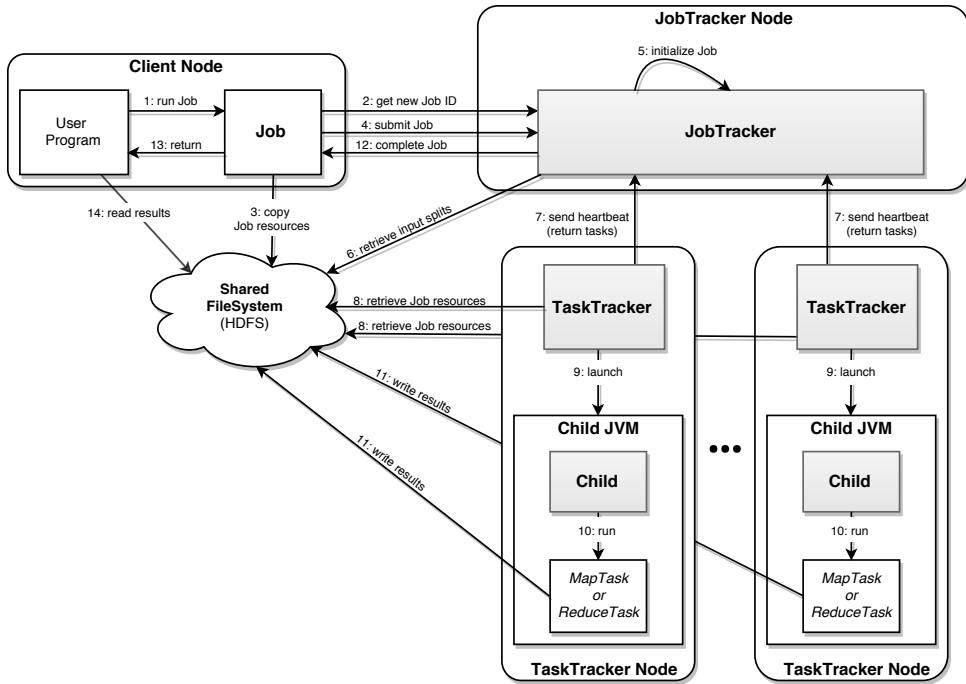 JobTracker Node
5: initialize Job
Client Node
1: run Job
2: get new Job ID
User
Program
Job
4: submit Job
JobTracker
13: return
12: complete Job
14: read results
3: copy
Job resources
6: retrieve input splits
7: send heartbeat
(return tasks)
7: send heartbeat
(return tasks)
Shared
FileSystem
(HDFS)
8: retrieve Job resources
8: retrieve Job resources
TaskTracker
TaskTracker
9: launch
9: launch
11: write results
11: write results
Child JVM
Child JVM
Child
Child
10: run
10: run
MapTask
or
ReduceTask
MapTask
or
ReduceTask
TaskTracker Node
TaskTracker Node